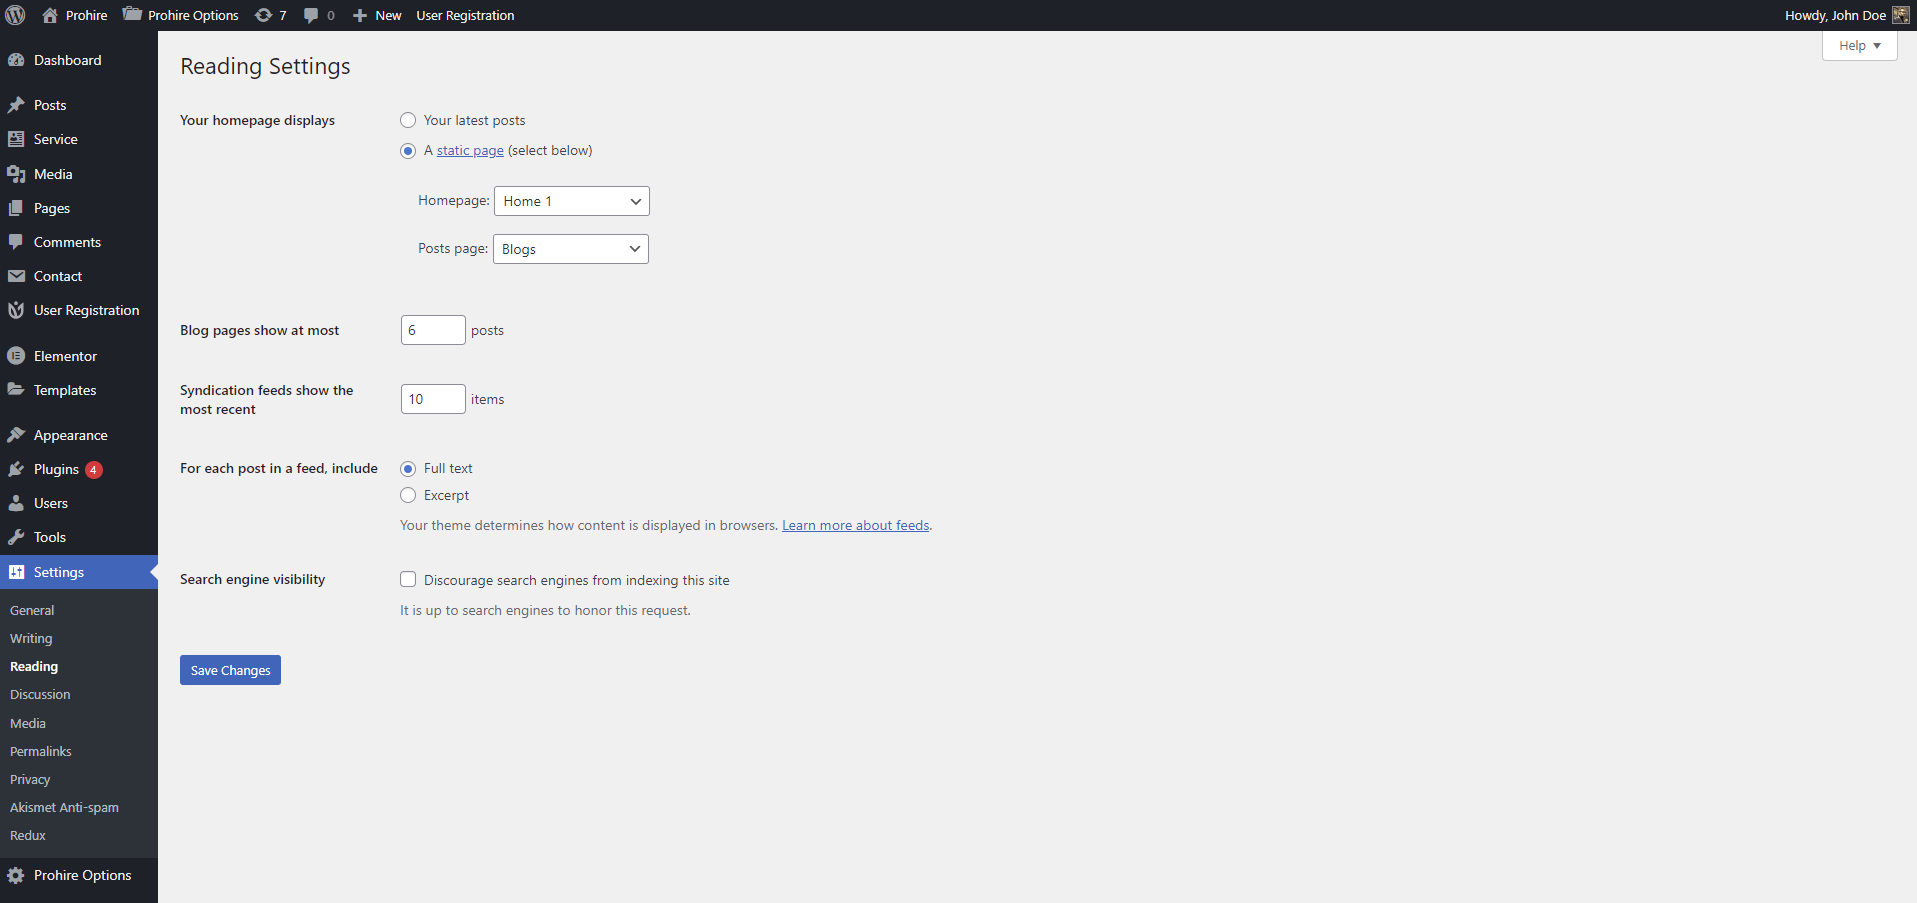 Prohire
Prohire Options
7
0
New
User Registration
Howdy, John Doe
Help
Dashboard
Posts
Service
Media
Pages
Comments
Contact
User Registration
Elementor
Templates
Appearance
Plugins 4
Users
Tools
Settings
General
Writing
Reading
Discussion
Media
Permalinks
Privacy
Akismet Anti-spam
Redux
Prohire Options
Reading Settings
Your homepage displays
Your latest posts
A static page (select below)
Homepage: Home 1
Posts page: Blogs
Blog pages show at most
6 posts
Syndication feeds show the
most recent
10 items
For each post in a feed, include
Full text
Excerpt
Your theme determines how content is displayed in browsers. Learn more about feeds.
Search engine visibility
Discourage search engines from indexing this site
It is up to search engines to honor this request.
Save Changes